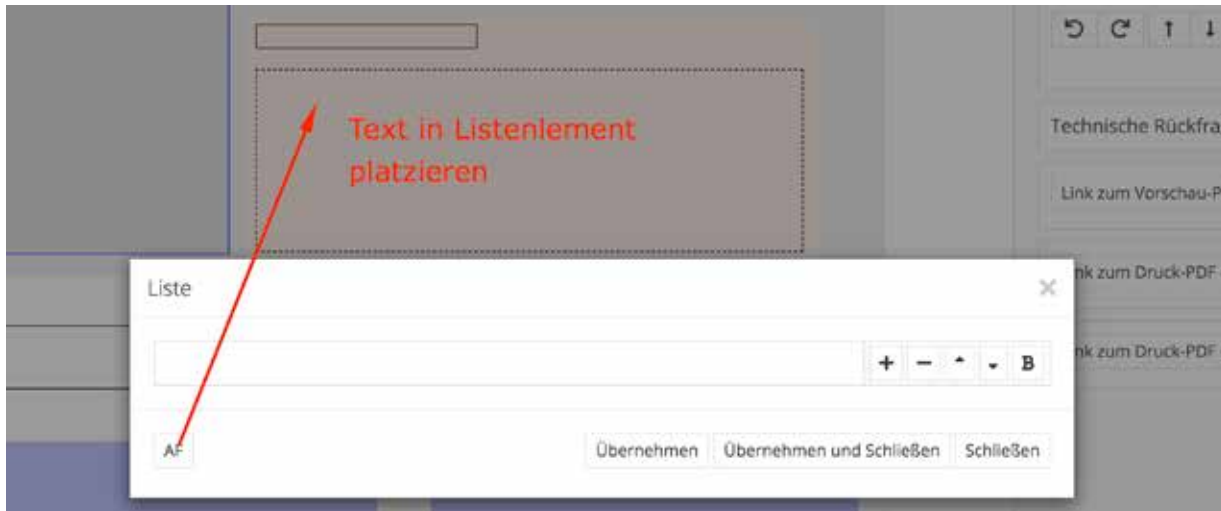 Technische Rückfra
Text in Listenlement
platzieren
Link zum Vorschau-P
Liste
nk zum Druck-PDF
nk zum Druck-PDF
B
AF
Übernehmen
Übernehmen und Schließen
Schließen